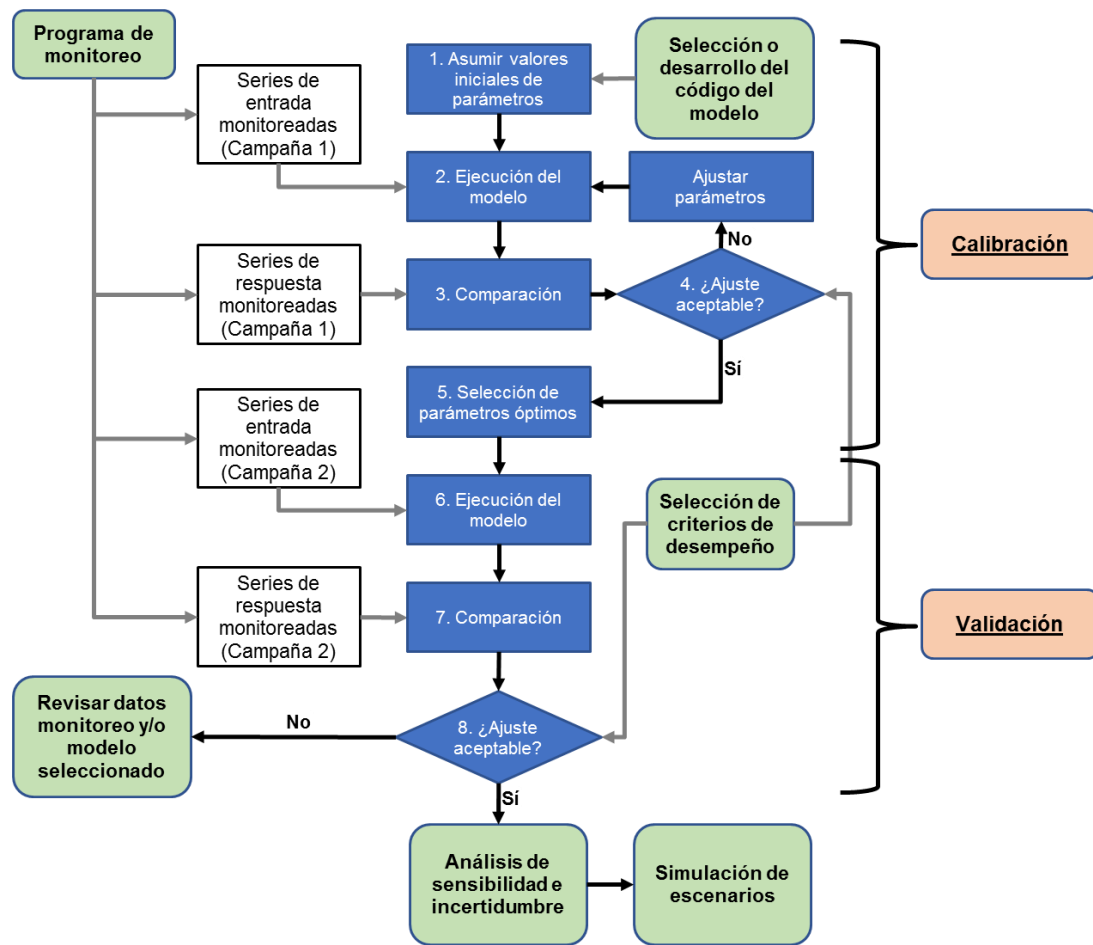 Programa de
monitoreo
Series de
entrada
monitoreadas
(Campaña 1)
1. Asumir valores
iniciales de
parámetros
Selección o
desarrollo del
código del
modelo
2. Ejecución del
modelo
Ajustar
parámetros
No
Calibración
Series de
respuesta
monitoreadas
(Campaña 1)
3. Comparación
4. ¿Ajuste
aceptable?
Sí
5. Selección de
parámetros óptimos
Series de
entrada
monitoreadas
(Campaña 2)
6. Ejecución del
modelo
Selección de
criterios de
desempeño
Series de
respuesta
monitoreadas
(Campaña 2)
7. Comparación
Validación
Revisar datos
monitoreo y/o
modelo
seleccionado
No
8. ¿Ajuste
aceptable?
Sí
Análisis de
sensibilidad e
incertidumbre
Simulación de
escenarios